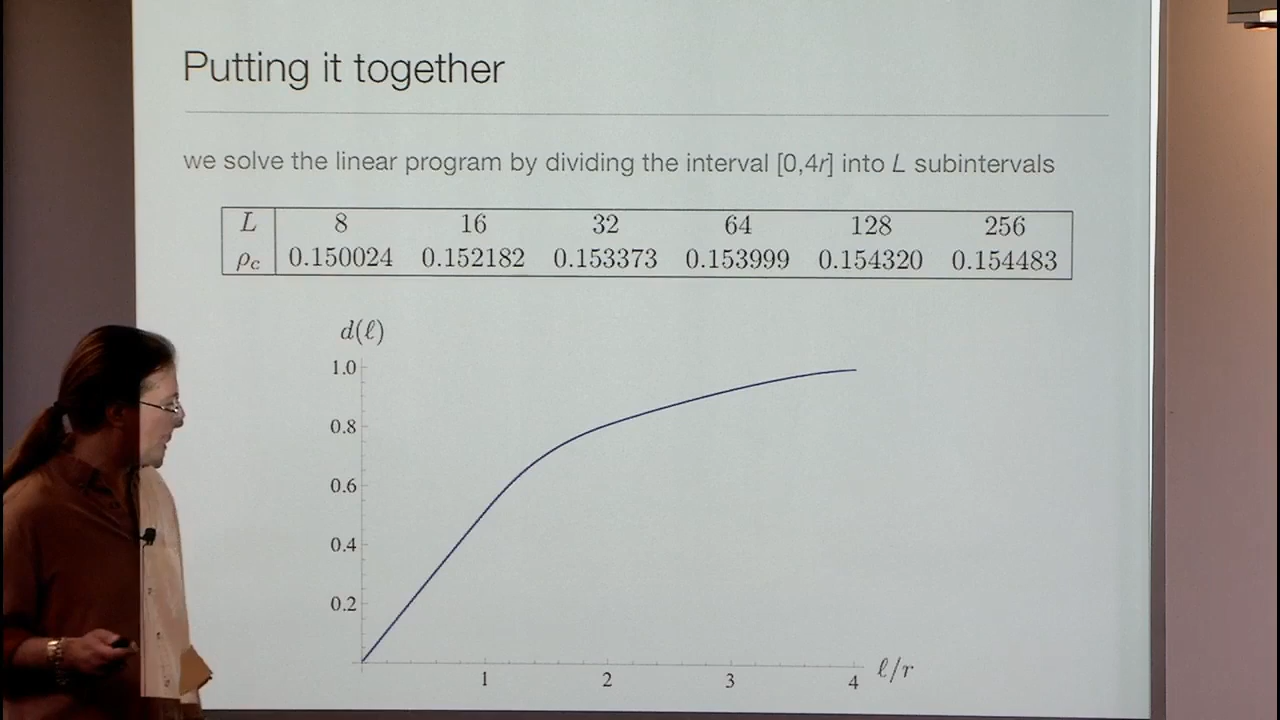 Putting it together
we solve the linear program by dividing the interval [0,4r] into L subintervals
L 8 16 32 64 128 256
ρc 0.150024 0.152182 0.153373 0.153999 0.154320 0.154483
d(ℓ)
1.0
0.8
0.6
0.4
0.2
1 2 3 4 ℓ/r